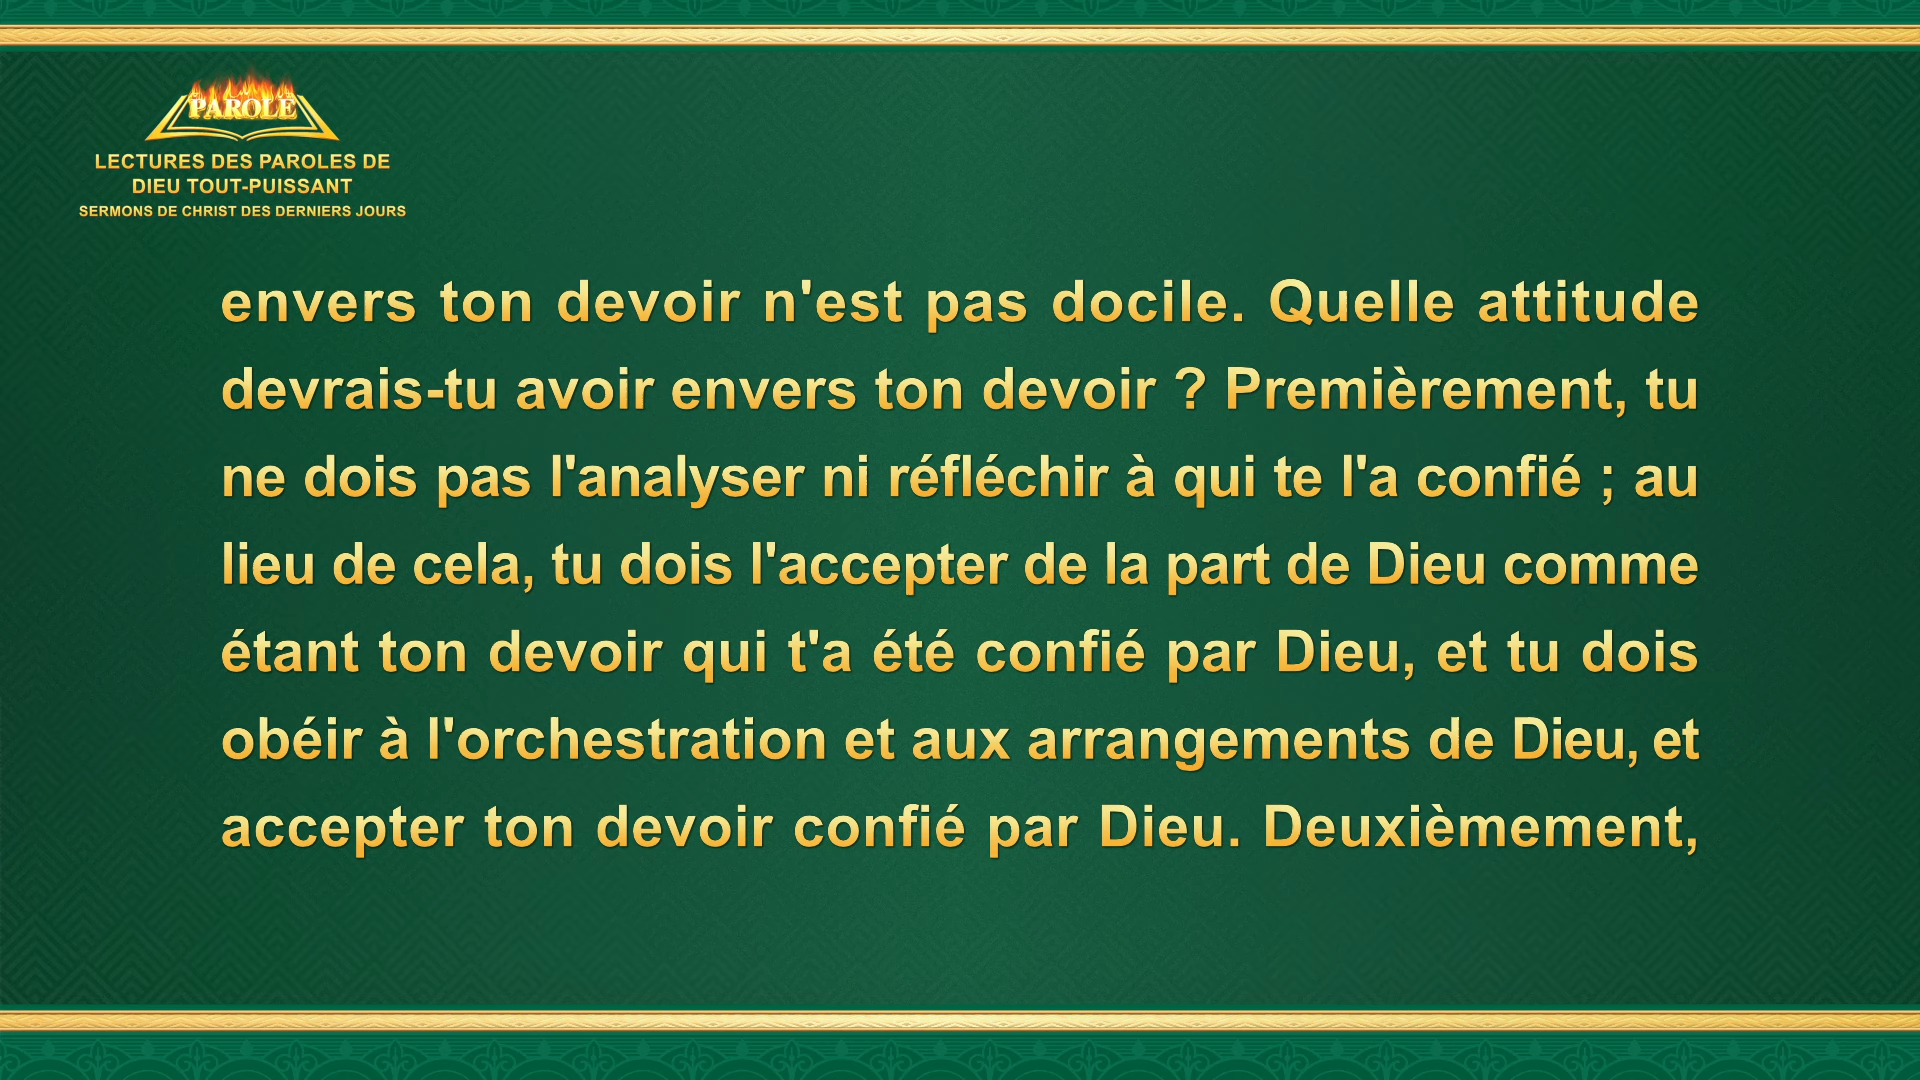 PAROLE
LECTURES DES PAROLES DE
DIEU TOUT-PUISSANT
SERMONS DE CHRIST DES DERNIERS JOURS
envers ton devoir n'est pas docile. Quelle attitude
devrais-tu avoir envers ton devoir ? Premièrement, tu
ne dois pas l'analyser ni réfléchir à qui te l'a confié ; au
lieu de cela, tu dois l'accepter de la part de Dieu comme
étant ton devoir qui t'a été confié par Dieu, et tu dois
obéir à l'orchestration et aux arrangements de Dieu, et
accepter ton devoir confié par Dieu. Deuxièmement,